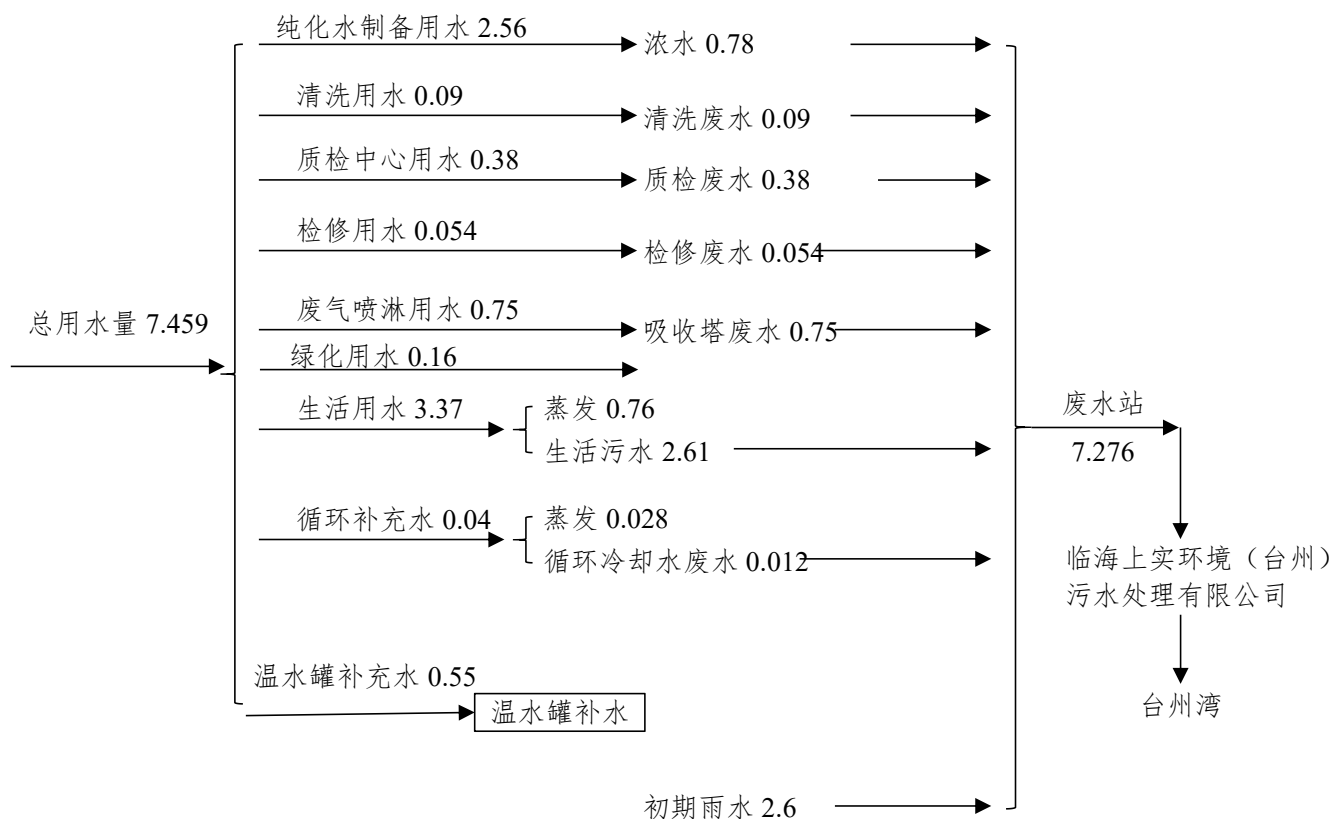 纯化水制备用水 2.56
浓水 0.78
清洗用水 0.09
清洗废水 0.09
质检中心用水 0.38
质检废水 0.38
检修用水 0.054
检修废水 0.054
废气喷淋用水 0.75
吸收塔废水 0.75
总用水量 7.459
绿化用水 0.16
生活用水 3.37
蒸发 0.76
生活污水 2.61
废水站
7.276
循环补充水 0.04
蒸发 0.028
循环冷却水废水 0.012
临海上实环境（台州）
污水处理有限公司
温水罐补充水 0.55
温水罐补水
台州湾
初期雨水 2.6